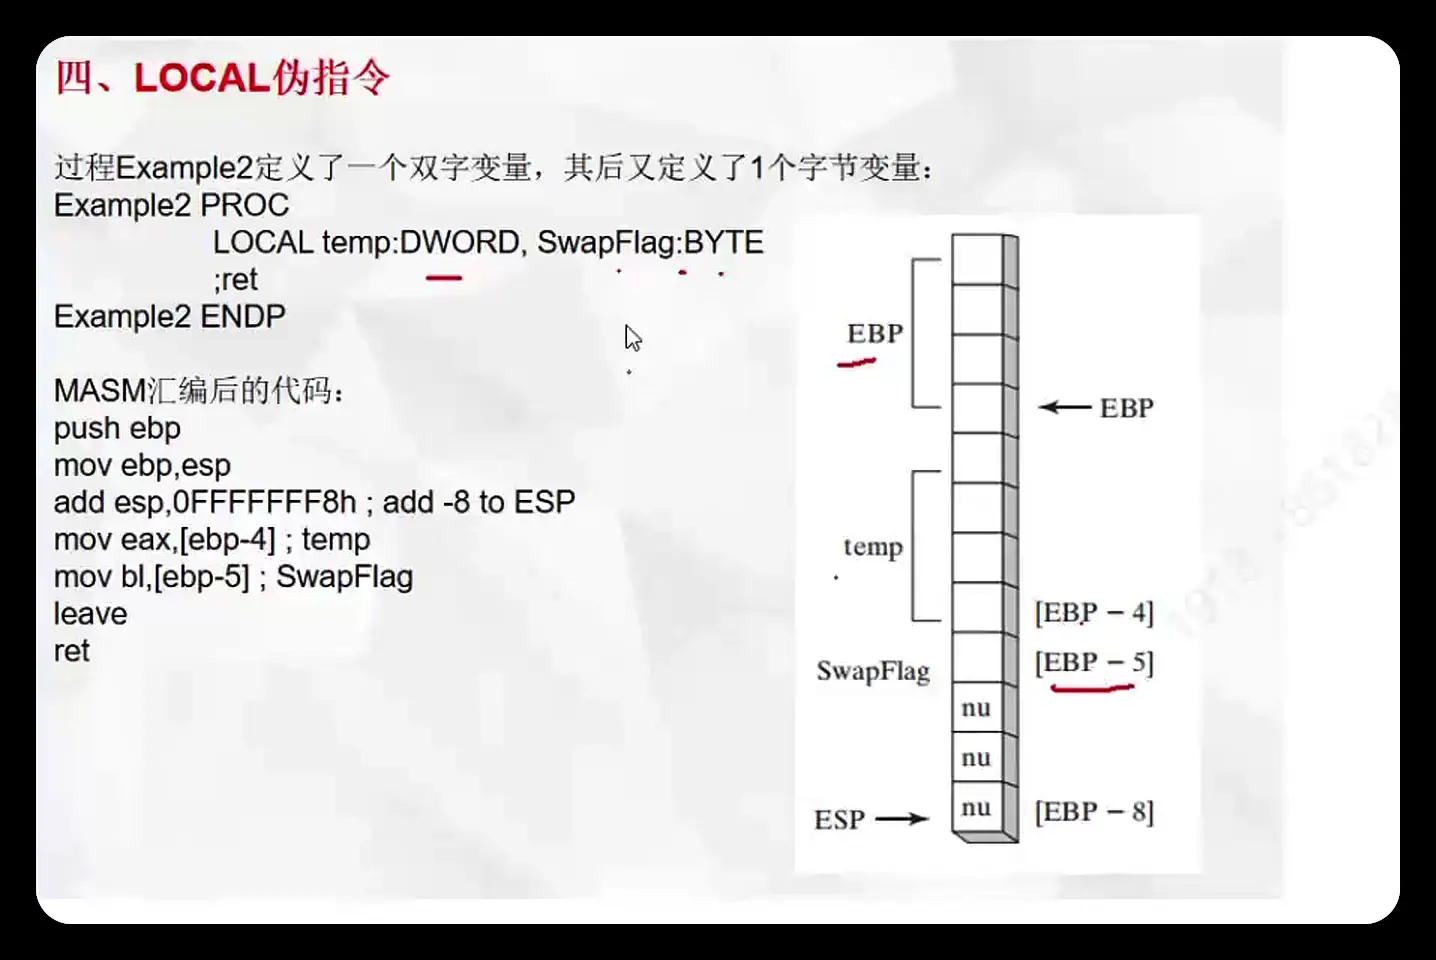 四、LOCAL伪指令
过程Example2定义了一个双字变量，其后又定义了1个字节变量：
Example2 PROC
LOCAL temp:DWORD, SwapFlag:BYTE
;ret
Example2 ENDP
MASM汇编后的代码：
push ebp
mov ebp,esp
add esp,0FFFFFFF8h ; add -8 to ESP
mov eax,[ebp-4] ; temp
mov bl,[ebp-5] ; SwapFlag
leave
ret
EBP
EBP
temp
[EBP – 4]
SwapFlag
[EBP – 5]
nu
nu
ESP
nu
[EBP – 8]